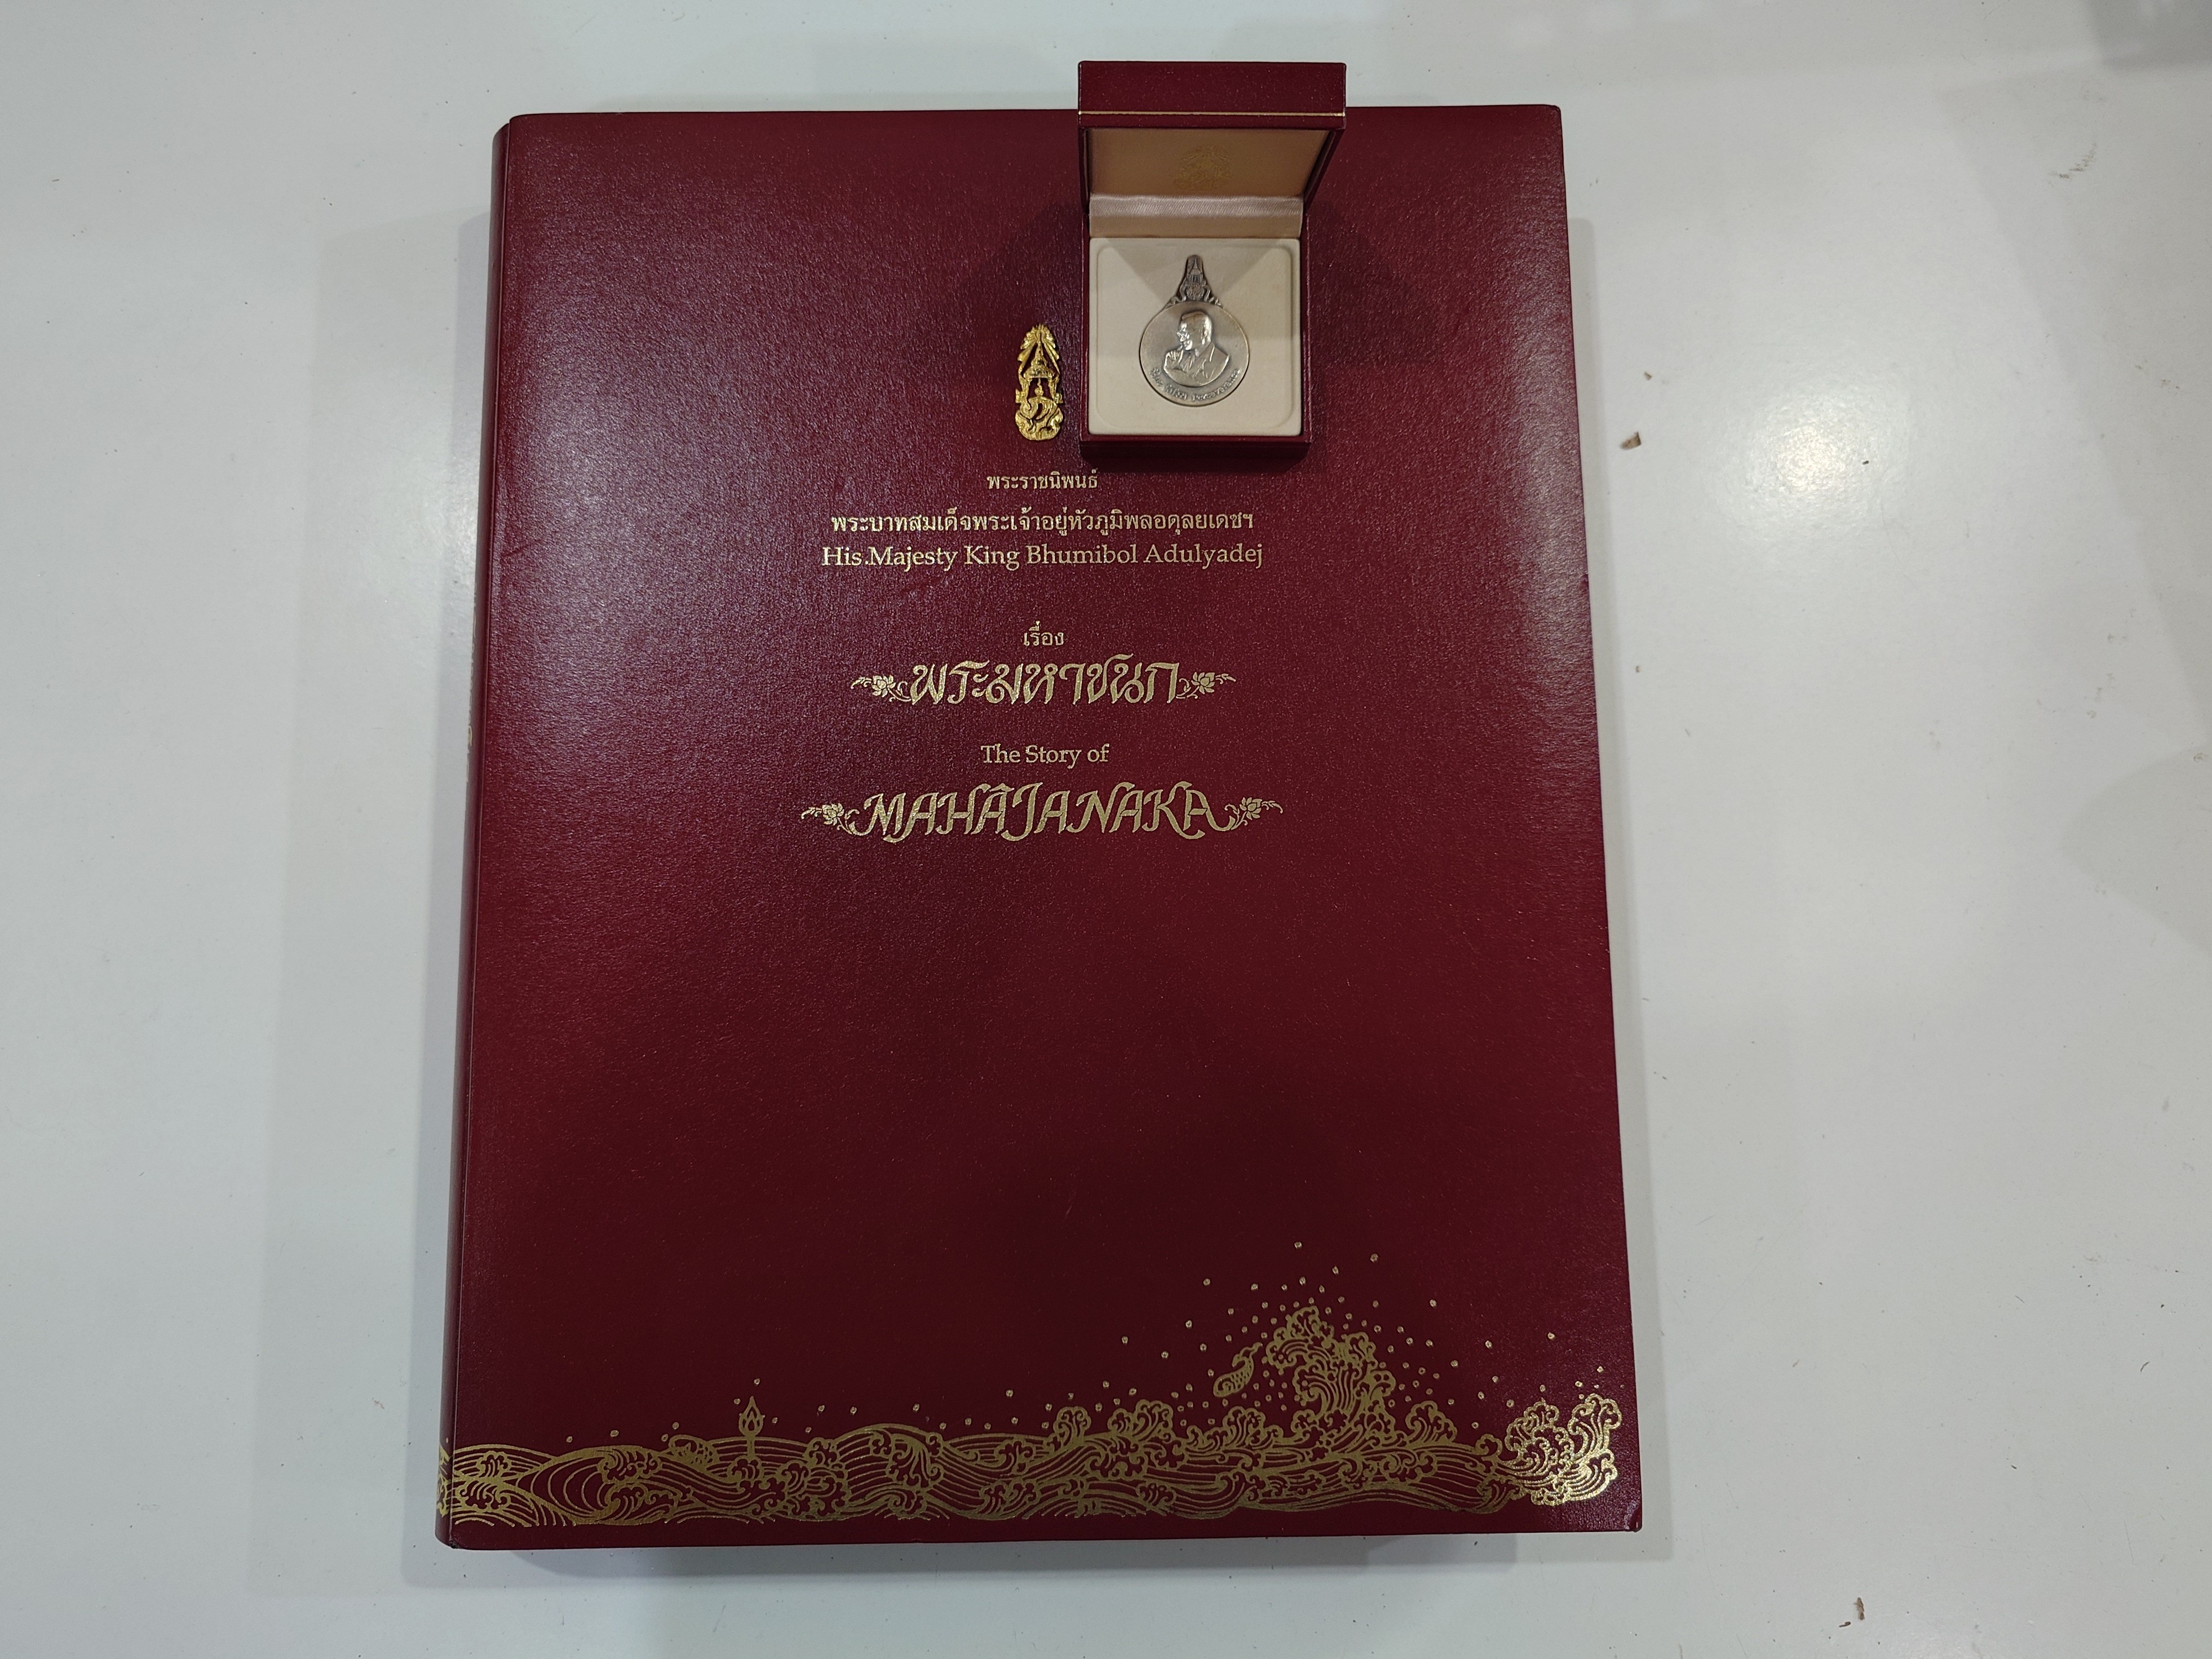 พระราชนิพนธ์
พระบาทสมเด็จพระเจ้าอยู่หัวภูมิพลอดุลยเดชฯ
His Majesty King Bhumibol Adulyadej
เรื่อง
พระมหาชนก
The Story of
MAHĀJANAKA